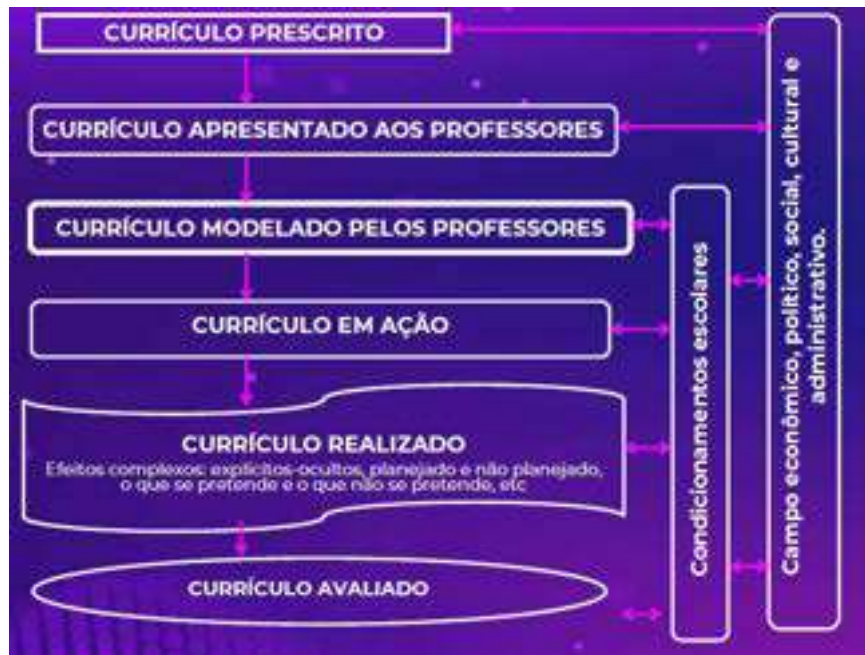 CURRÍCULO PRESCRITO
CURRÍCULO APRESENTADO AOS PROFESSORES
CURRÍCULO MODELADO PELOS PROFESSORES
CURRÍCULO EM AÇÃO
CURRÍCULO REALIZADO
Efeitos complexos: explícitos-ocultos, planejado e não planejado,
o que se pretende e o que não se pretende, etc
CURRÍCULO AVALIADO
Condicionamentos escolares
Campo econômico, político, social, cultural e
administrativo.